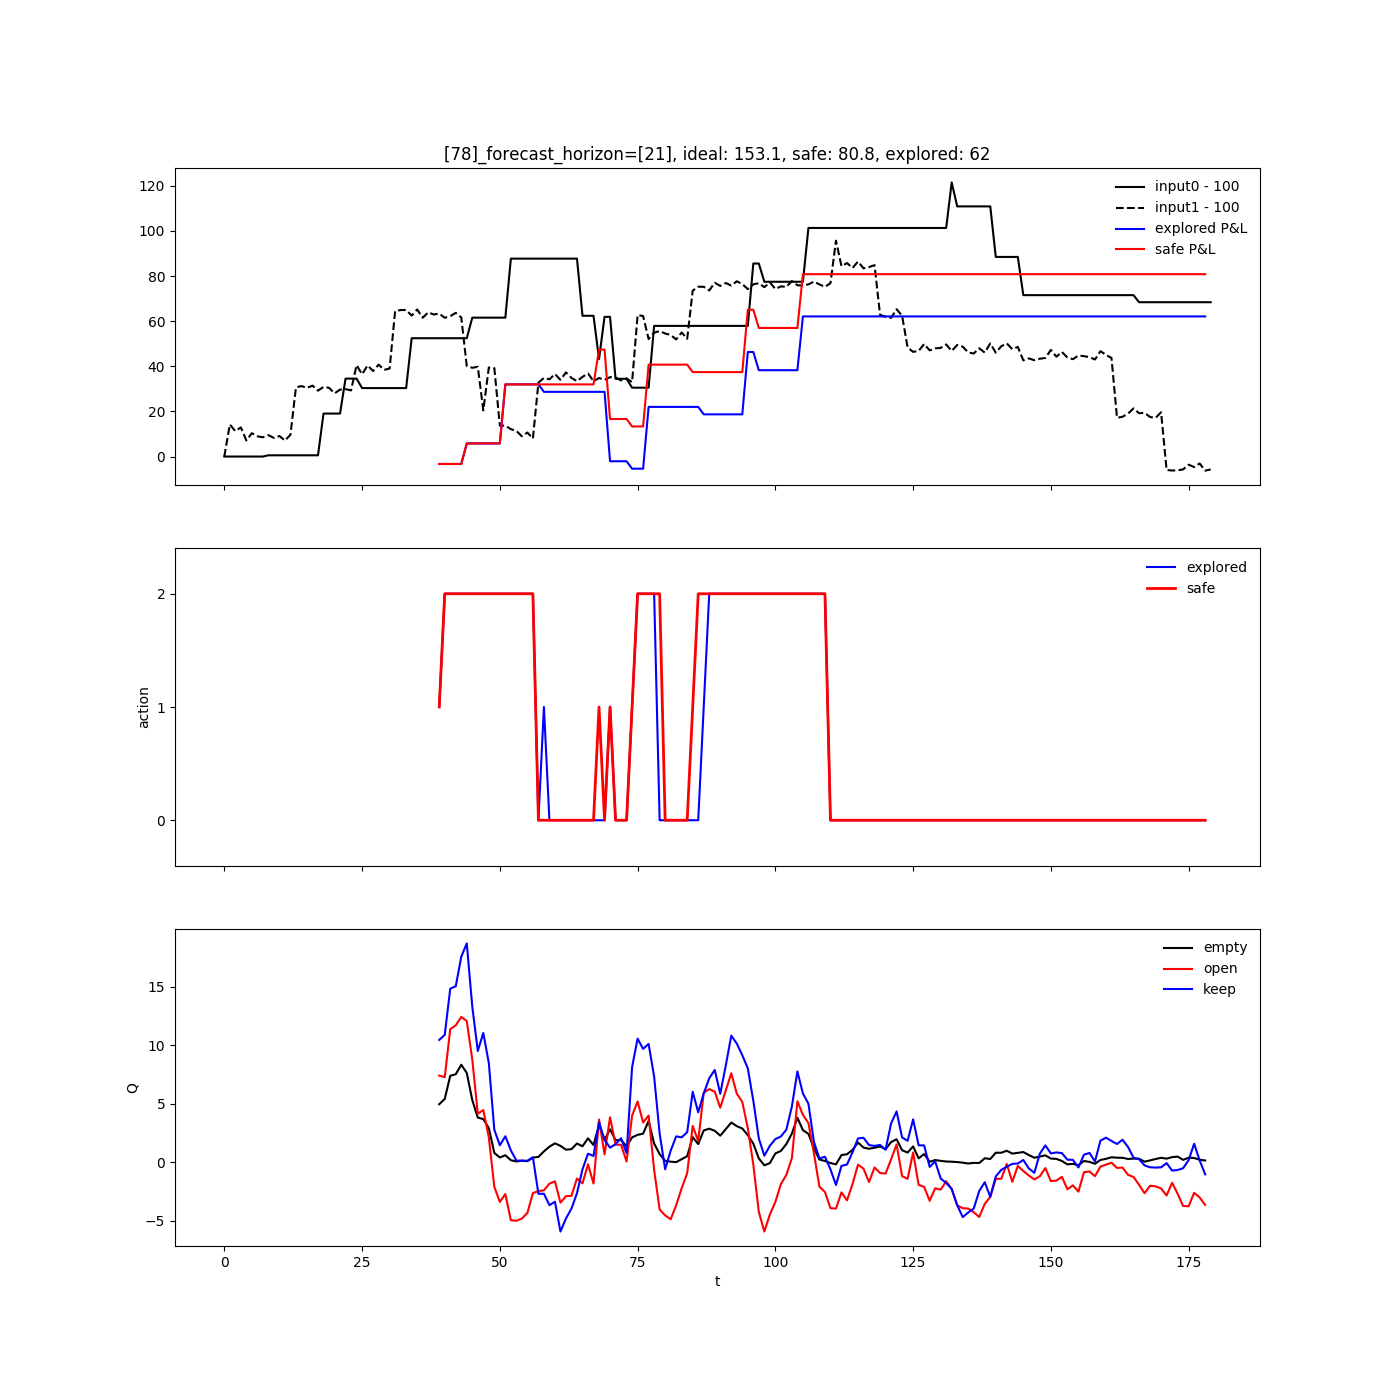 [78]_forecast_horizon=[21], ideal: 153.1, safe: 80.8, explored: 62
120
100
80
60
40
20
0
input0 - 100
input1 - 100
explored P&L
safe P&L
2
1
0
action
explored
safe
15
10
5
0
−5
Q
empty
open
keep
0 25 50 75 100 125 150 175
t